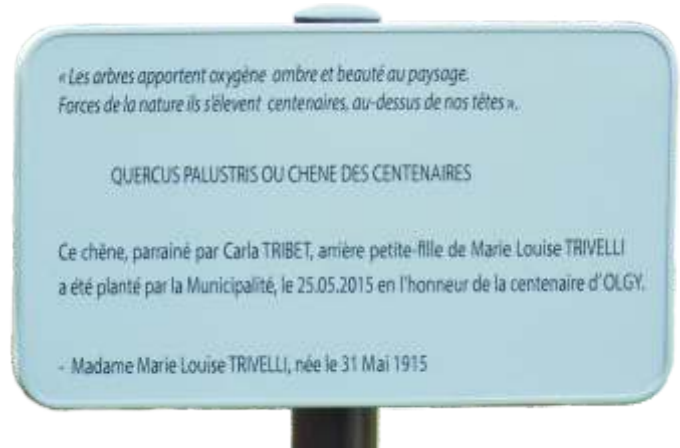 « Les arbres apportent oxygène ombre et beauté au paysage.
Forces de la nature ils s'élevent centenaires, au-dessus de nos têtes ».
QUERCUS PALUSTRIS OU CHENE DES CENTENAIRES
Ce chêne, parrainé par Carla TRIBET, arrière petite-fille de Marie Louise TRIVELLI
a été planté par la Municipalité, le 25.05.2015 en l'honneur de la centenaire d'OLGY.
- Madame Marie Louise TRIVELLI, née le 31 Mai 1915